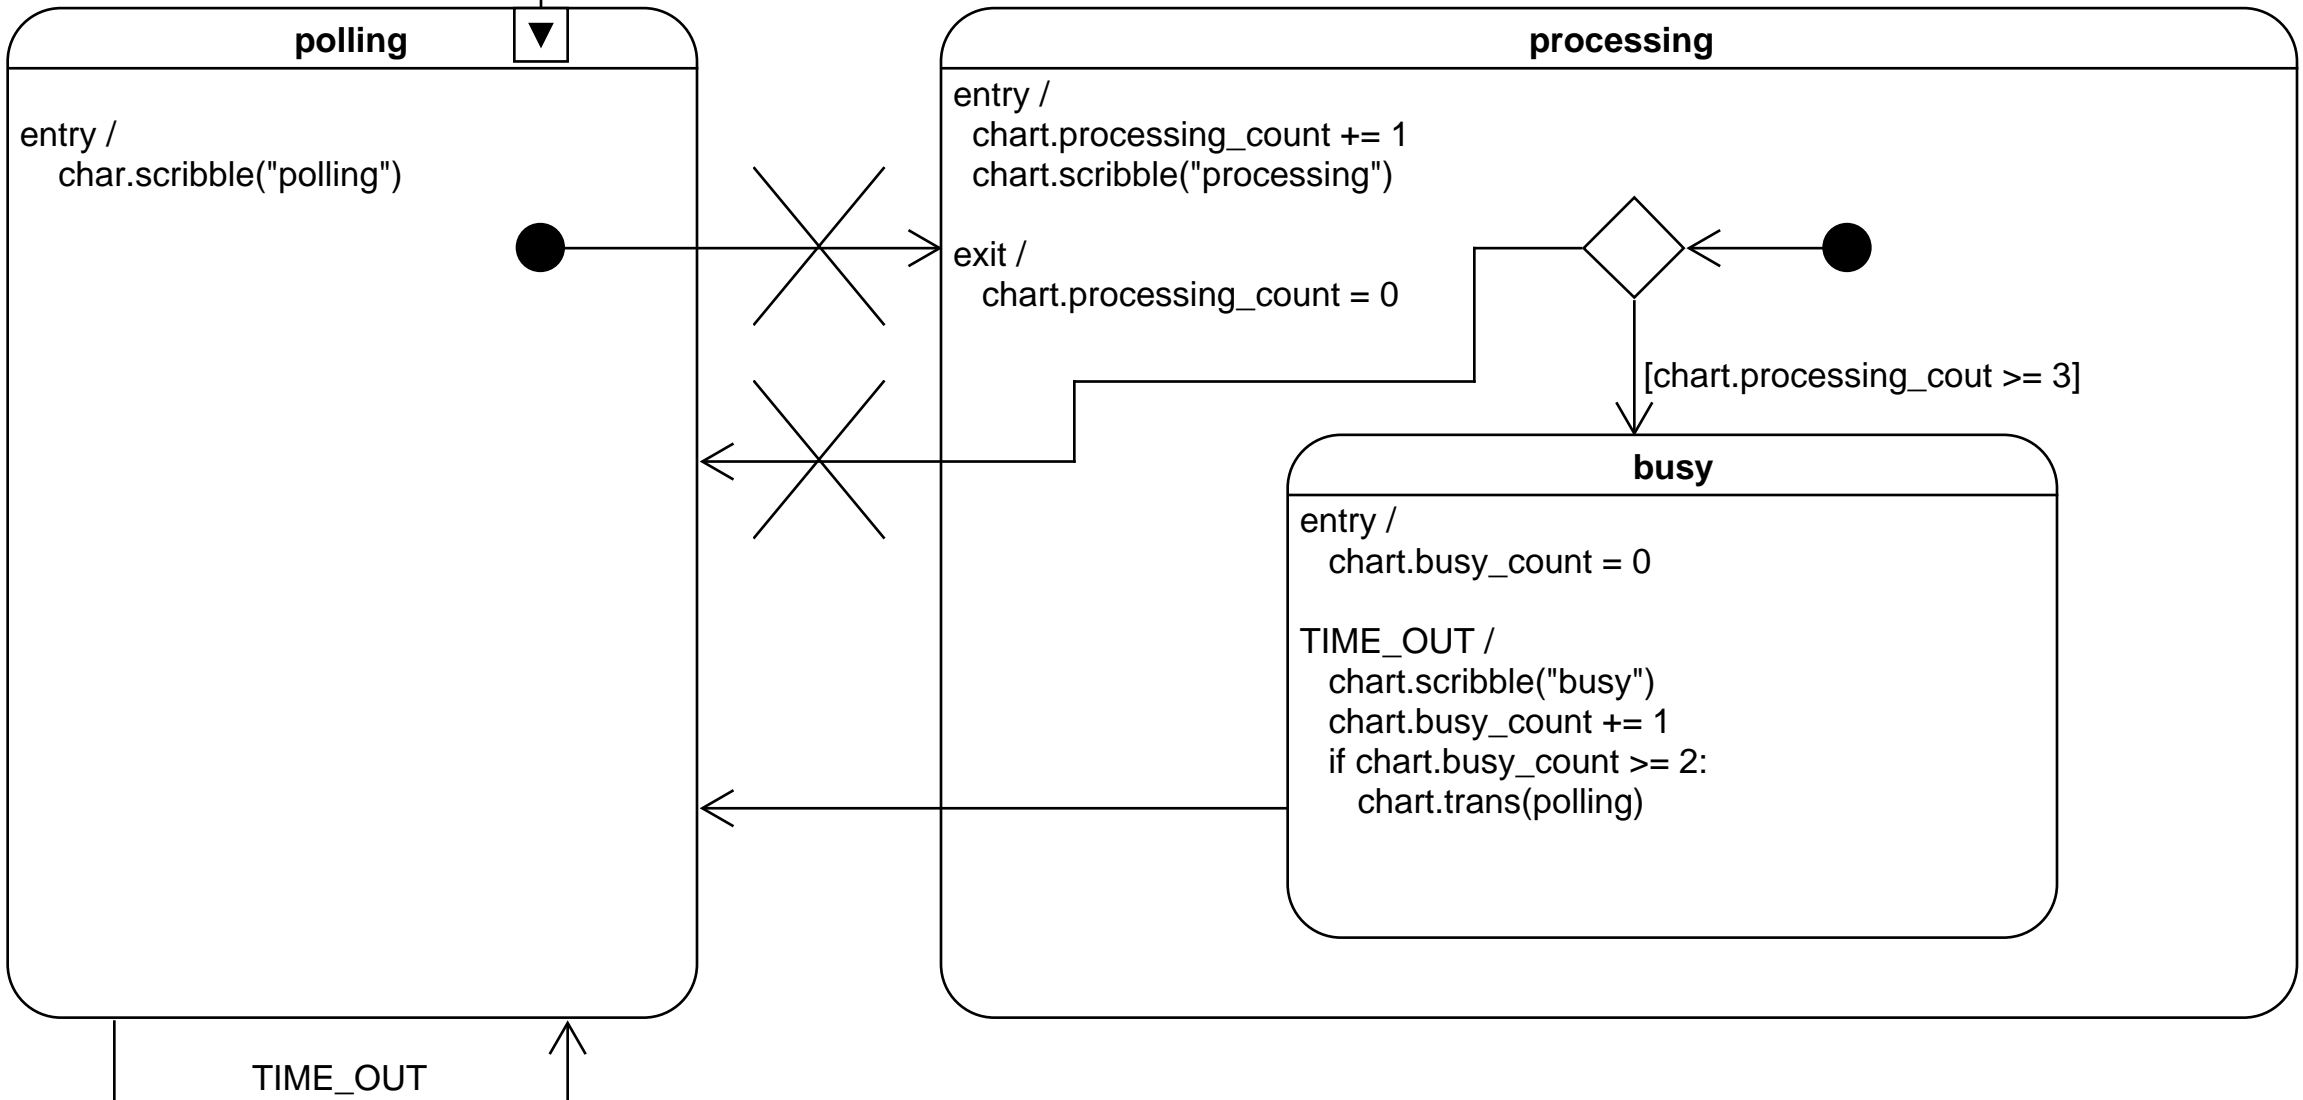 polling
entry /
char.scribble("polling")
processing
entry /
chart.processing_count += 1
chart.scribble("processing")
exit /
chart.processing_count = 0
[chart.processing_cout >= 3]
busy
entry /
chart.busy_count = 0
TIME_OUT /
chart.scribble("busy")
chart.busy_count += 1
if chart.busy_count >= 2:
chart.trans(polling)
TIME_OUT